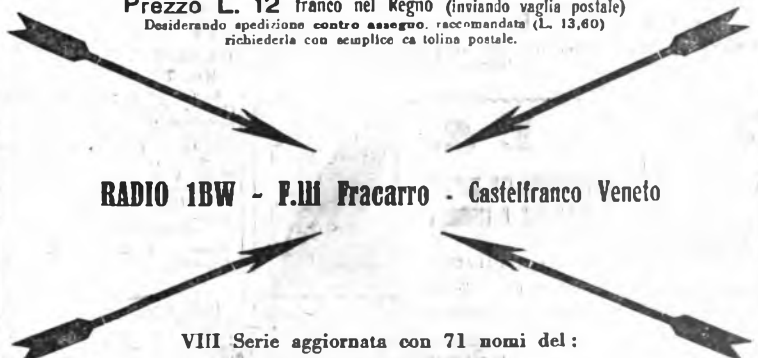 Prezzo L. 12 franco nel Regno (inviando vaglia postale)
Desiderando spedizione contro assegno, raccomandata (L. 13,60)
richiederla con semplice ca tolina postale.
RADIO 1BW - F.lli Fracarro - Castelfranco Veneto
VIII Serie aggiornata con 71 nomi del :